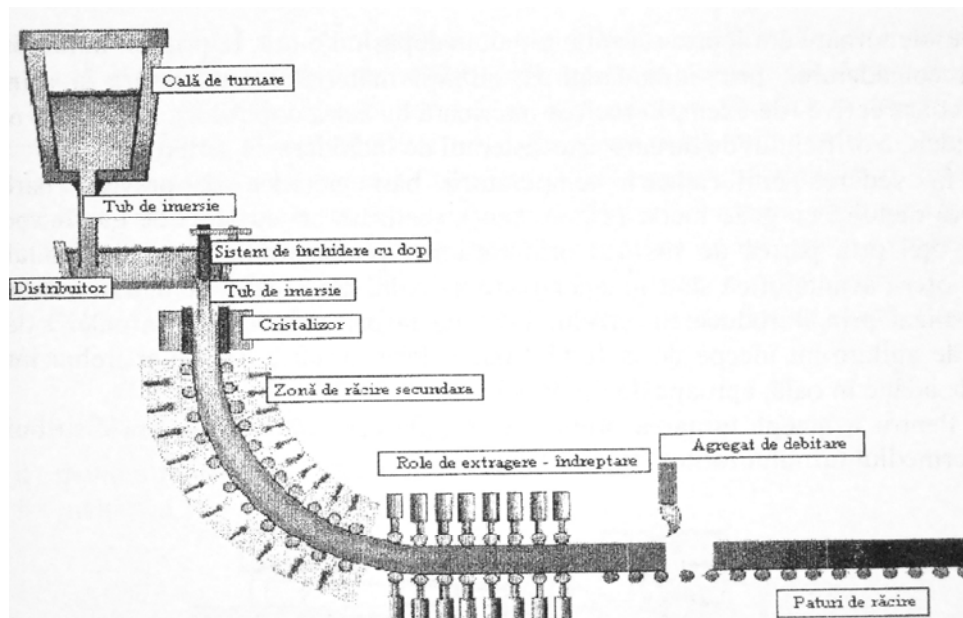 Oală de turnare
Tub de imersie
Sistem de închidere cu dop
Distribuitor
Tub de imersie
Cristalizor
Zonă de răcire secundara
Agregat de debitare
Role de extragere - îndreptare
Paturi de răcire